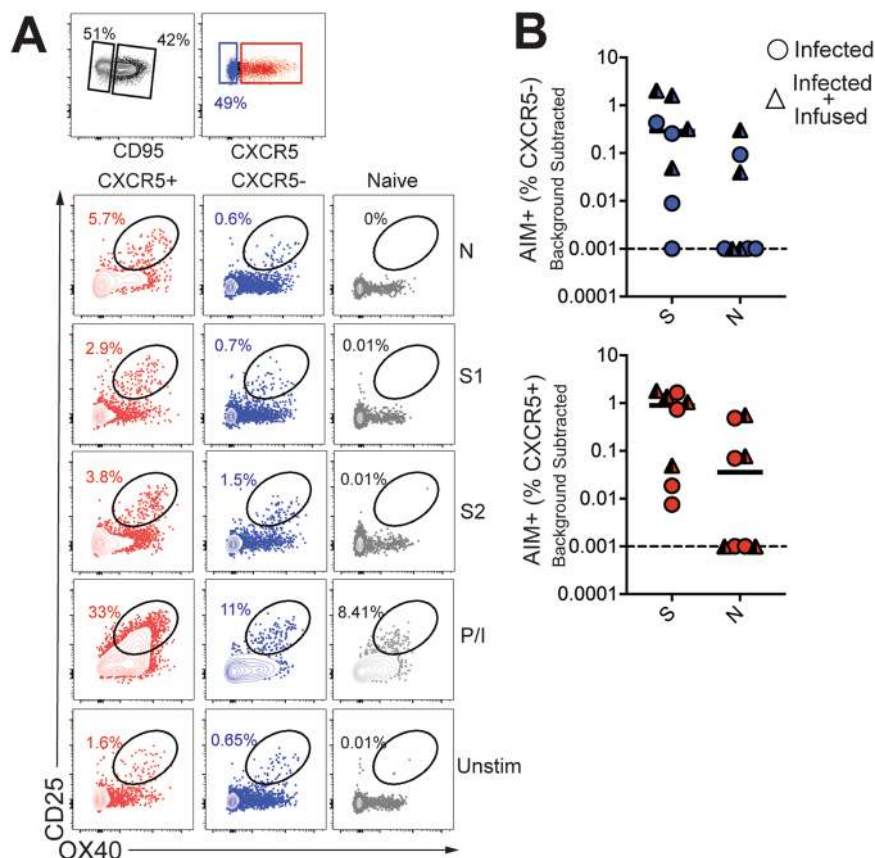 A
51%
42%
49%
CD95
CXCR5
CXCR5+
CXCR5-
Naive
5.7%
0.6%
0%
N
2.9%
0.7%
0.01%
S1
3.8%
1.5%
0.01%
S2
33%
11%
8.41%
P/I
1.6%
0.65%
0.01%
Unstim
CD25
OX40
B
Infected
Infected
+
Infused
AIM+ (% CXCR5-)
Background Subtracted
10
1
0.1
0.01
0.001
0.0001
S
N
AIM+ (% CXCR5+)
Background Subtracted
10
1
0.1
0.01
0.001
0.0001
S
N